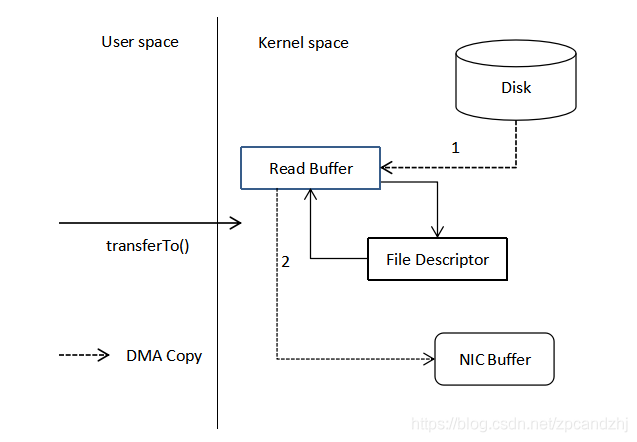 User space
Kernel space
Disk
1
Read Buffer
transferTo()
2
File Descriptor
DMA Copy
NIC Buffer
https://blog.csdn.net/zpcandzhj